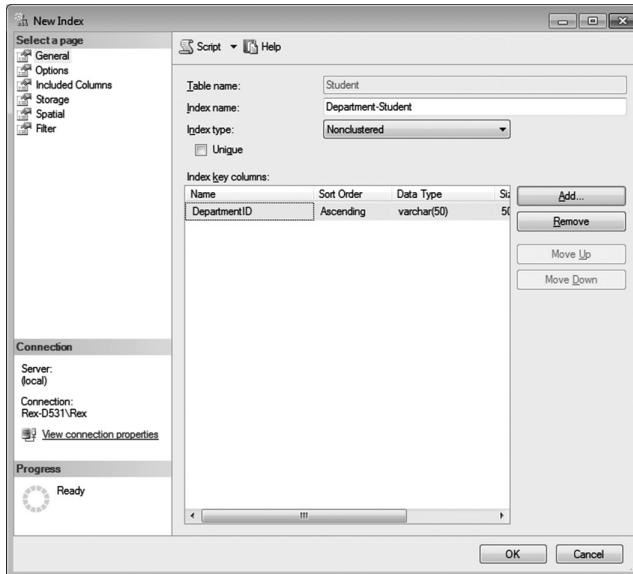 New Index
Select a page
General
Options
Included Columns
Storage
Spatial
Filter
Script Help
Table name: Student
Index name: Department-Student
Index type: Nonclustered
Unique
Index key columns:
Name Sort Order Data Type Siz
DepartmentID Ascending varchar(50) 50
Add...
Remove
Move Up
Move Down
Connection
Server:
(local)
Connection:
Rex-D531\Rex
View connection properties
Progress
Ready
OK Cancel